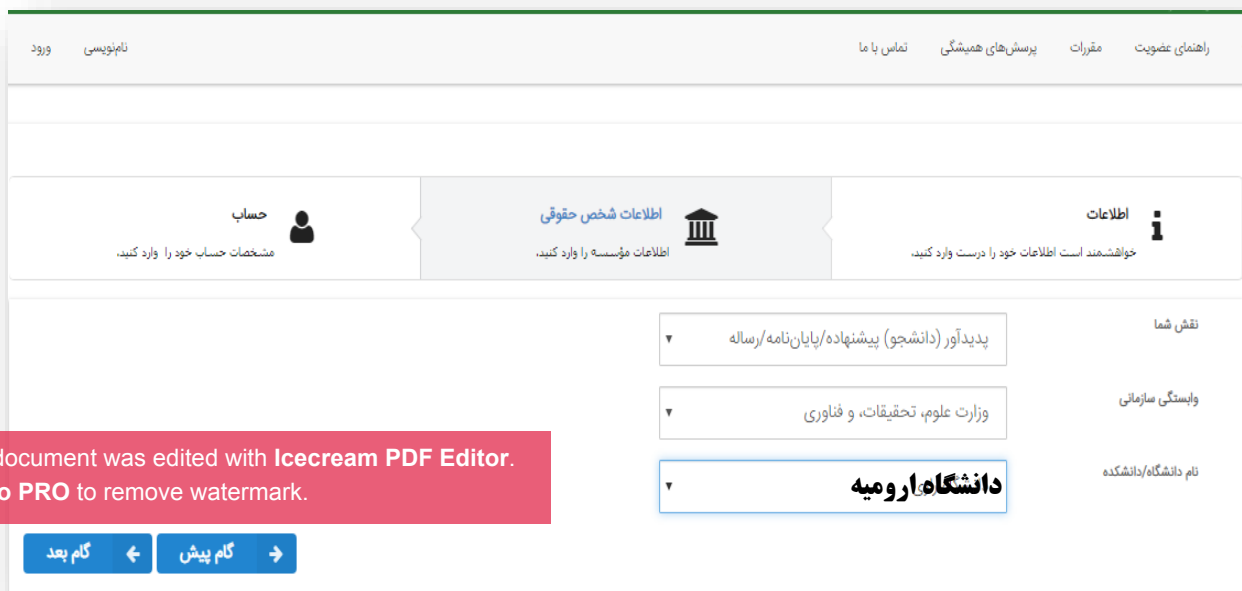 راهنمای عضویت مقررات پرسش‌های همیشگی تماس با ما نام‌نویسی ورود
اطلاعات
خواهشمند است اطلاعات خود را درست وارد کنید.
اطلاعات شخص حقوقی
اطلاعات مؤسسه را وارد کنید.
حساب
مشخصات حساب خود را وارد کنید.
نقش شما
پدیدآور (دانشجو) پیشنهاده/پایان‌نامه/رساله
وابستگی سازمانی
وزارت علوم، تحقیقات، و فناوری
نام دانشگاه/دانشکده
دانشگاه ارومیه
document was edited with Icecream PDF Editor.
PRO to remove watermark.
گام پیش
گام بعد